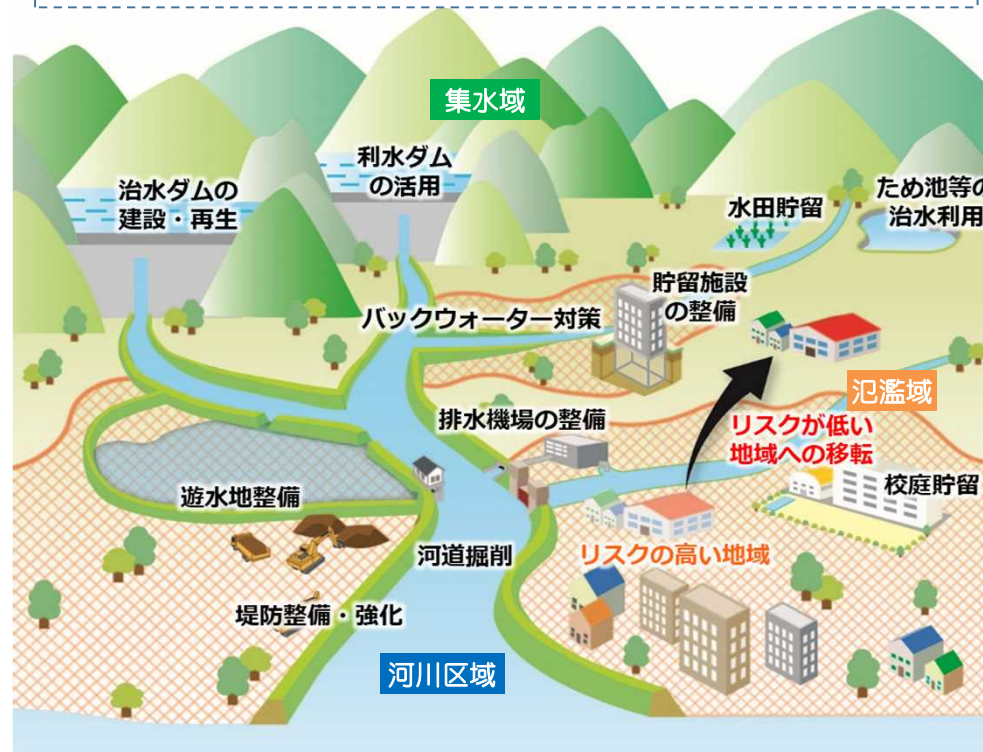 集水域
利水ダム
の活用
治水ダムの
建設・再生
水田貯留
ため池等の
治水利用
貯留施設
の整備
バックウォーター対策
氾濫域
排水機場の整備
リスクが低い
地域への移転
校庭貯留
遊水地整備
河道掘削
リスクの高い地域
堤防整備・強化
河川区域